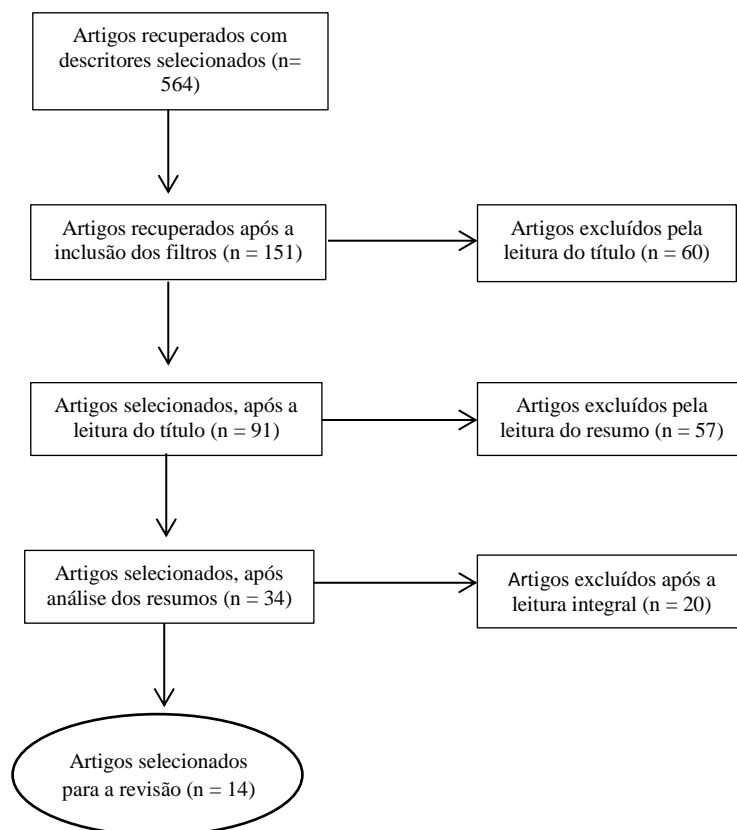 Artigos recuperados com
descritores selecionados (n=
564)
Artigos recuperados após a
inclusão dos filtros (n = 151)
Artigos excluídos pela
leitura do título (n = 60)
Artigos selecionados, após a
leitura do título (n = 91)
Artigos excluídos pela
leitura do resumo (n = 57)
Artigos selecionados, após
análise dos resumos (n = 34)
Artigos excluídos após a
leitura integral (n = 20)
Artigos selecionados
para a revisão (n = 14)